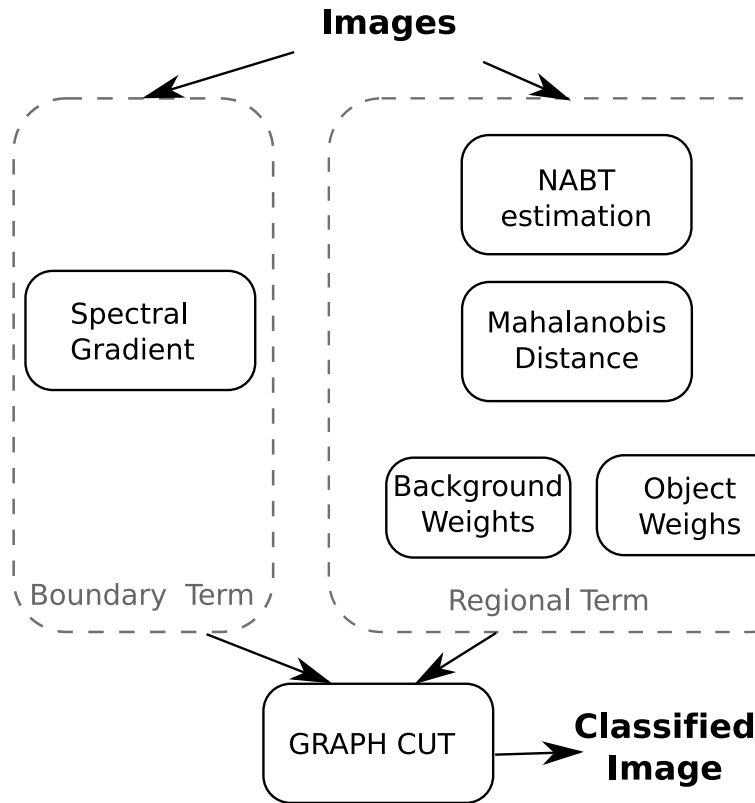 Images
NABT
estimation
Spectral
Gradient
Mahalanobis
Distance
Background
Weights
Object
Weighs
Boundary Term
Regional Term
GRAPH CUT
Classified
Image